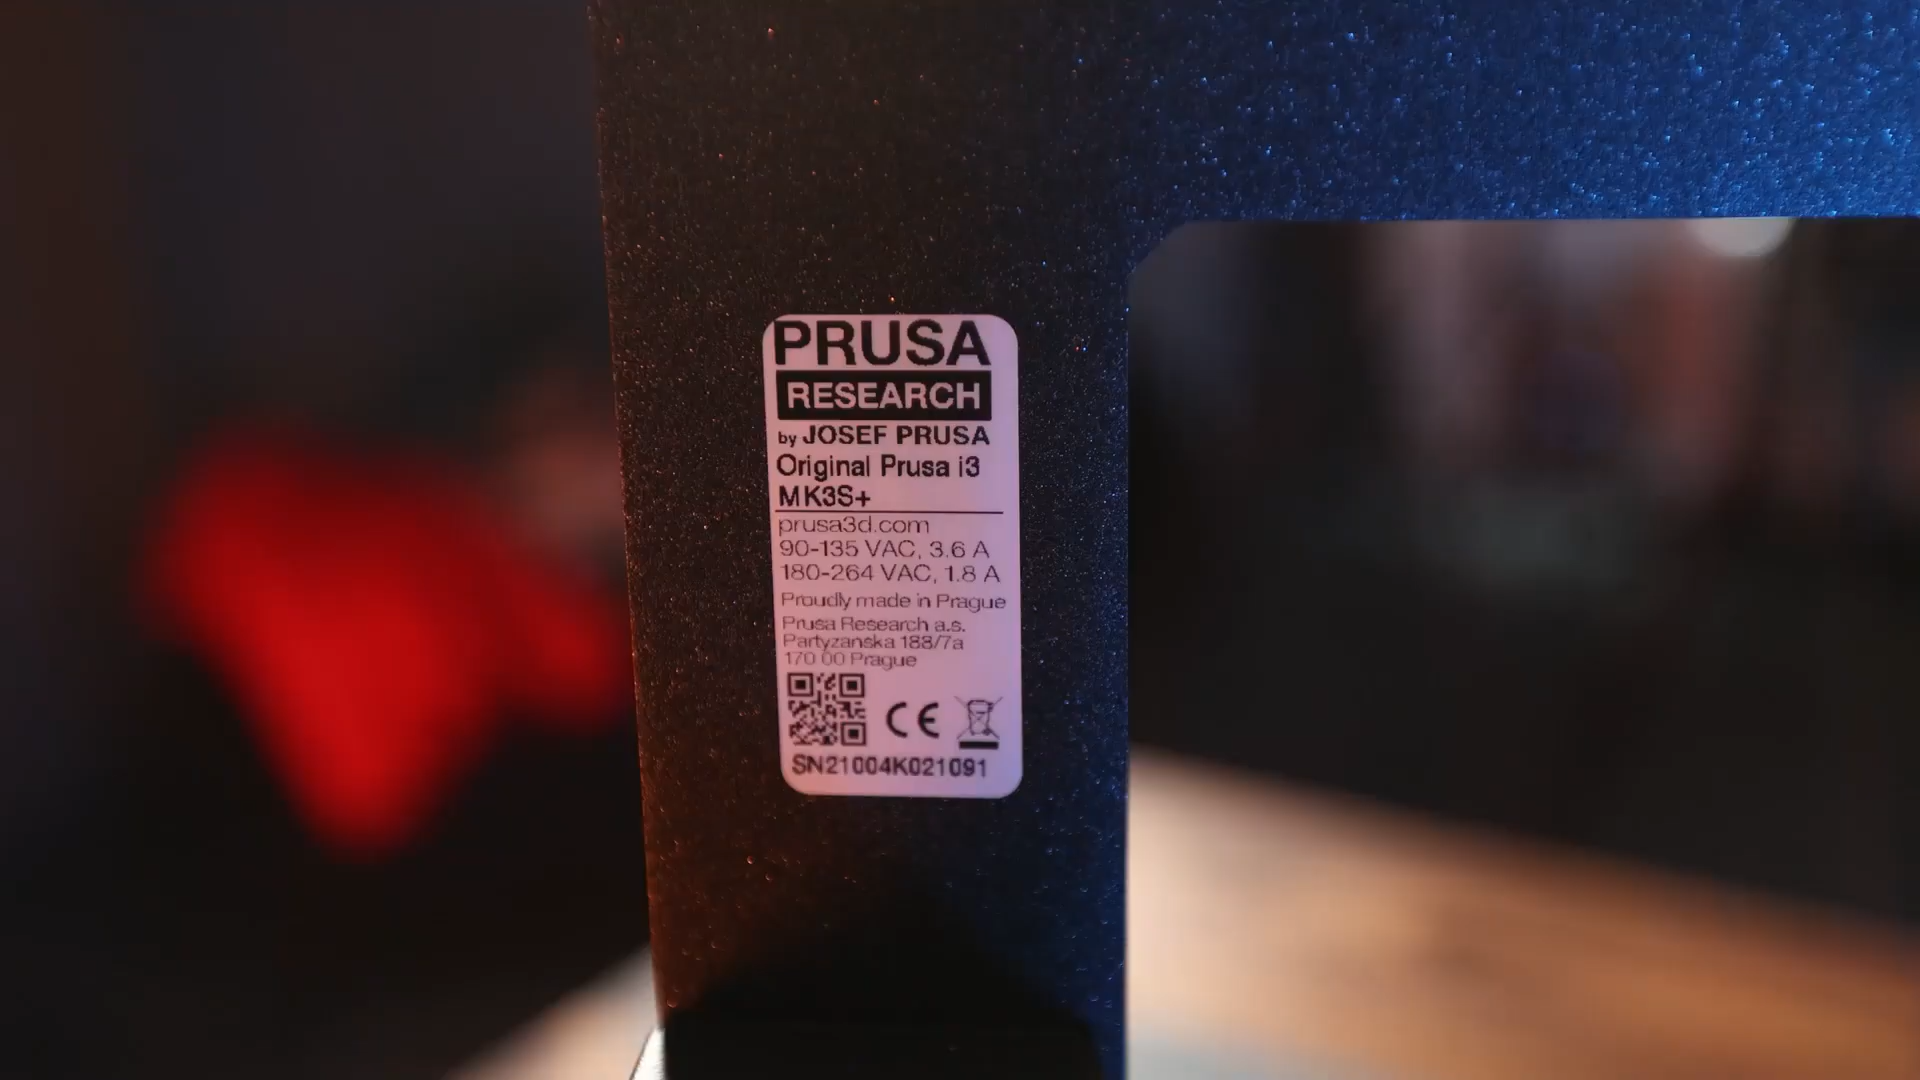 PRUSA
RESEARCH
by JOSEF PRUSA
Original Prusa i3
MK3S+
prusa3d.com
90-135 VAC, 3.6 A
180-264 VAC, 1.8 A
Proudly made in Prague
Prusa Research a.s.
Partyzanska 188/7a
170 00 Prague
CE
SN21004K021091